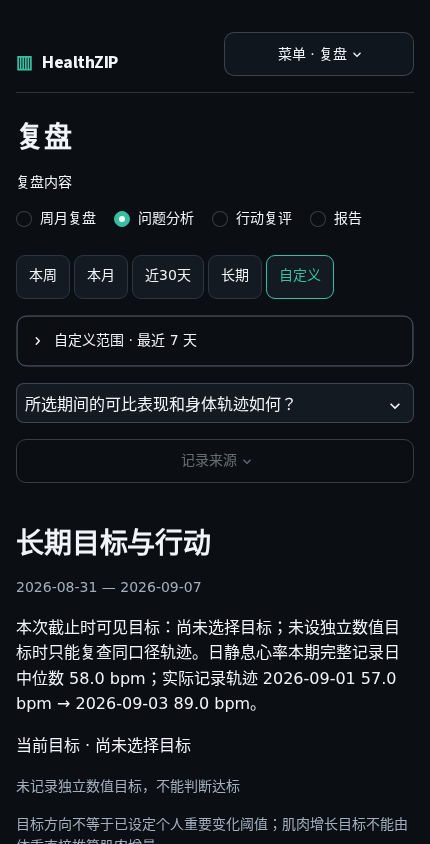 HealthZIP
菜单 · 复盘
复盘
复盘内容
周月复盘 问题分析 行动复评 报告
本周 本月 近30天 长期 自定义
自定义范围 · 最近 7 天
所选期间的可比表现和身体轨迹如何？
记录来源
长期目标与行动
2026-08-31 — 2026-09-07
本次截止时可见目标：尚未选择目标；未设独立数值目
标时只能复查同口径轨迹。日静息心率本期完整记录日
中位数 58.0 bpm；实际记录轨迹 2026-09-01 57.0
bpm → 2026-09-03 89.0 bpm。
当前目标 · 尚未选择目标
未记录独立数值目标，不能判断达标
目标方向不等于已设定个人重要变化阈值；肌肉增长目标不能由